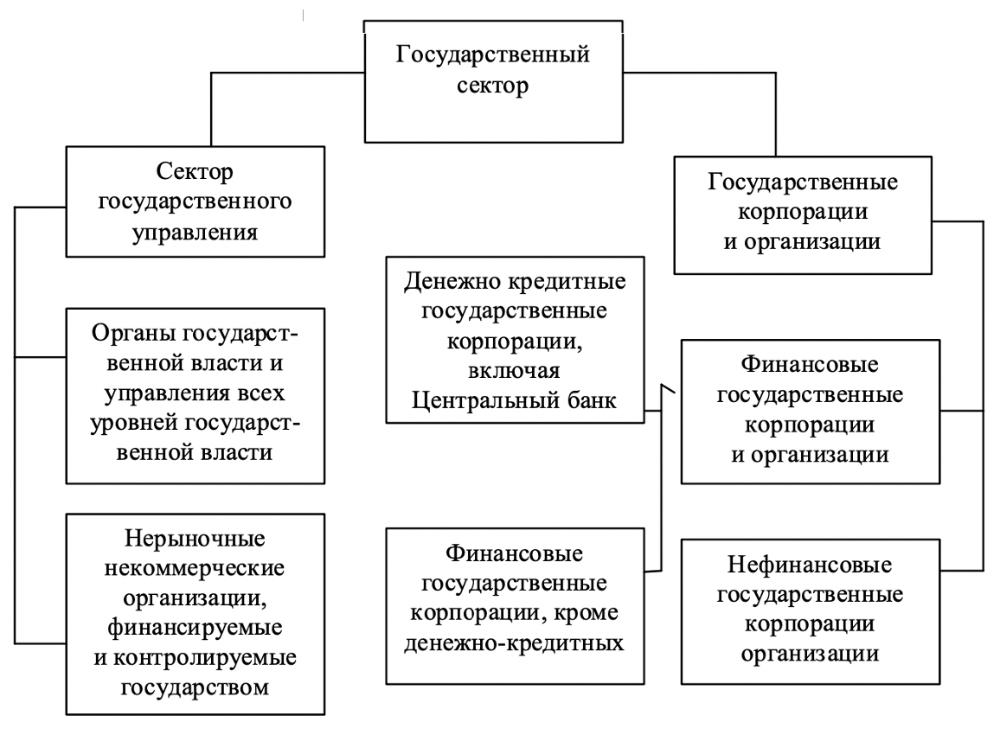 Государственный
сектор
Сектор
государственного
управления
Государственные
корпорации
и организации
Органы государст-
венной власти и
управления всех
уровней государст-
венной власти
Нерыночные
некоммерческие
организации,
финансируемые
и контролируемые
государством
Денежно кредитные
государственные
корпорации,
включая
Центральный банк
Финансовые
государственные
корпорации, кроме
денежно-кредитных
Финансовые
государственные
корпорации
и организации
Нефинансовые
государственные
корпорации
организации